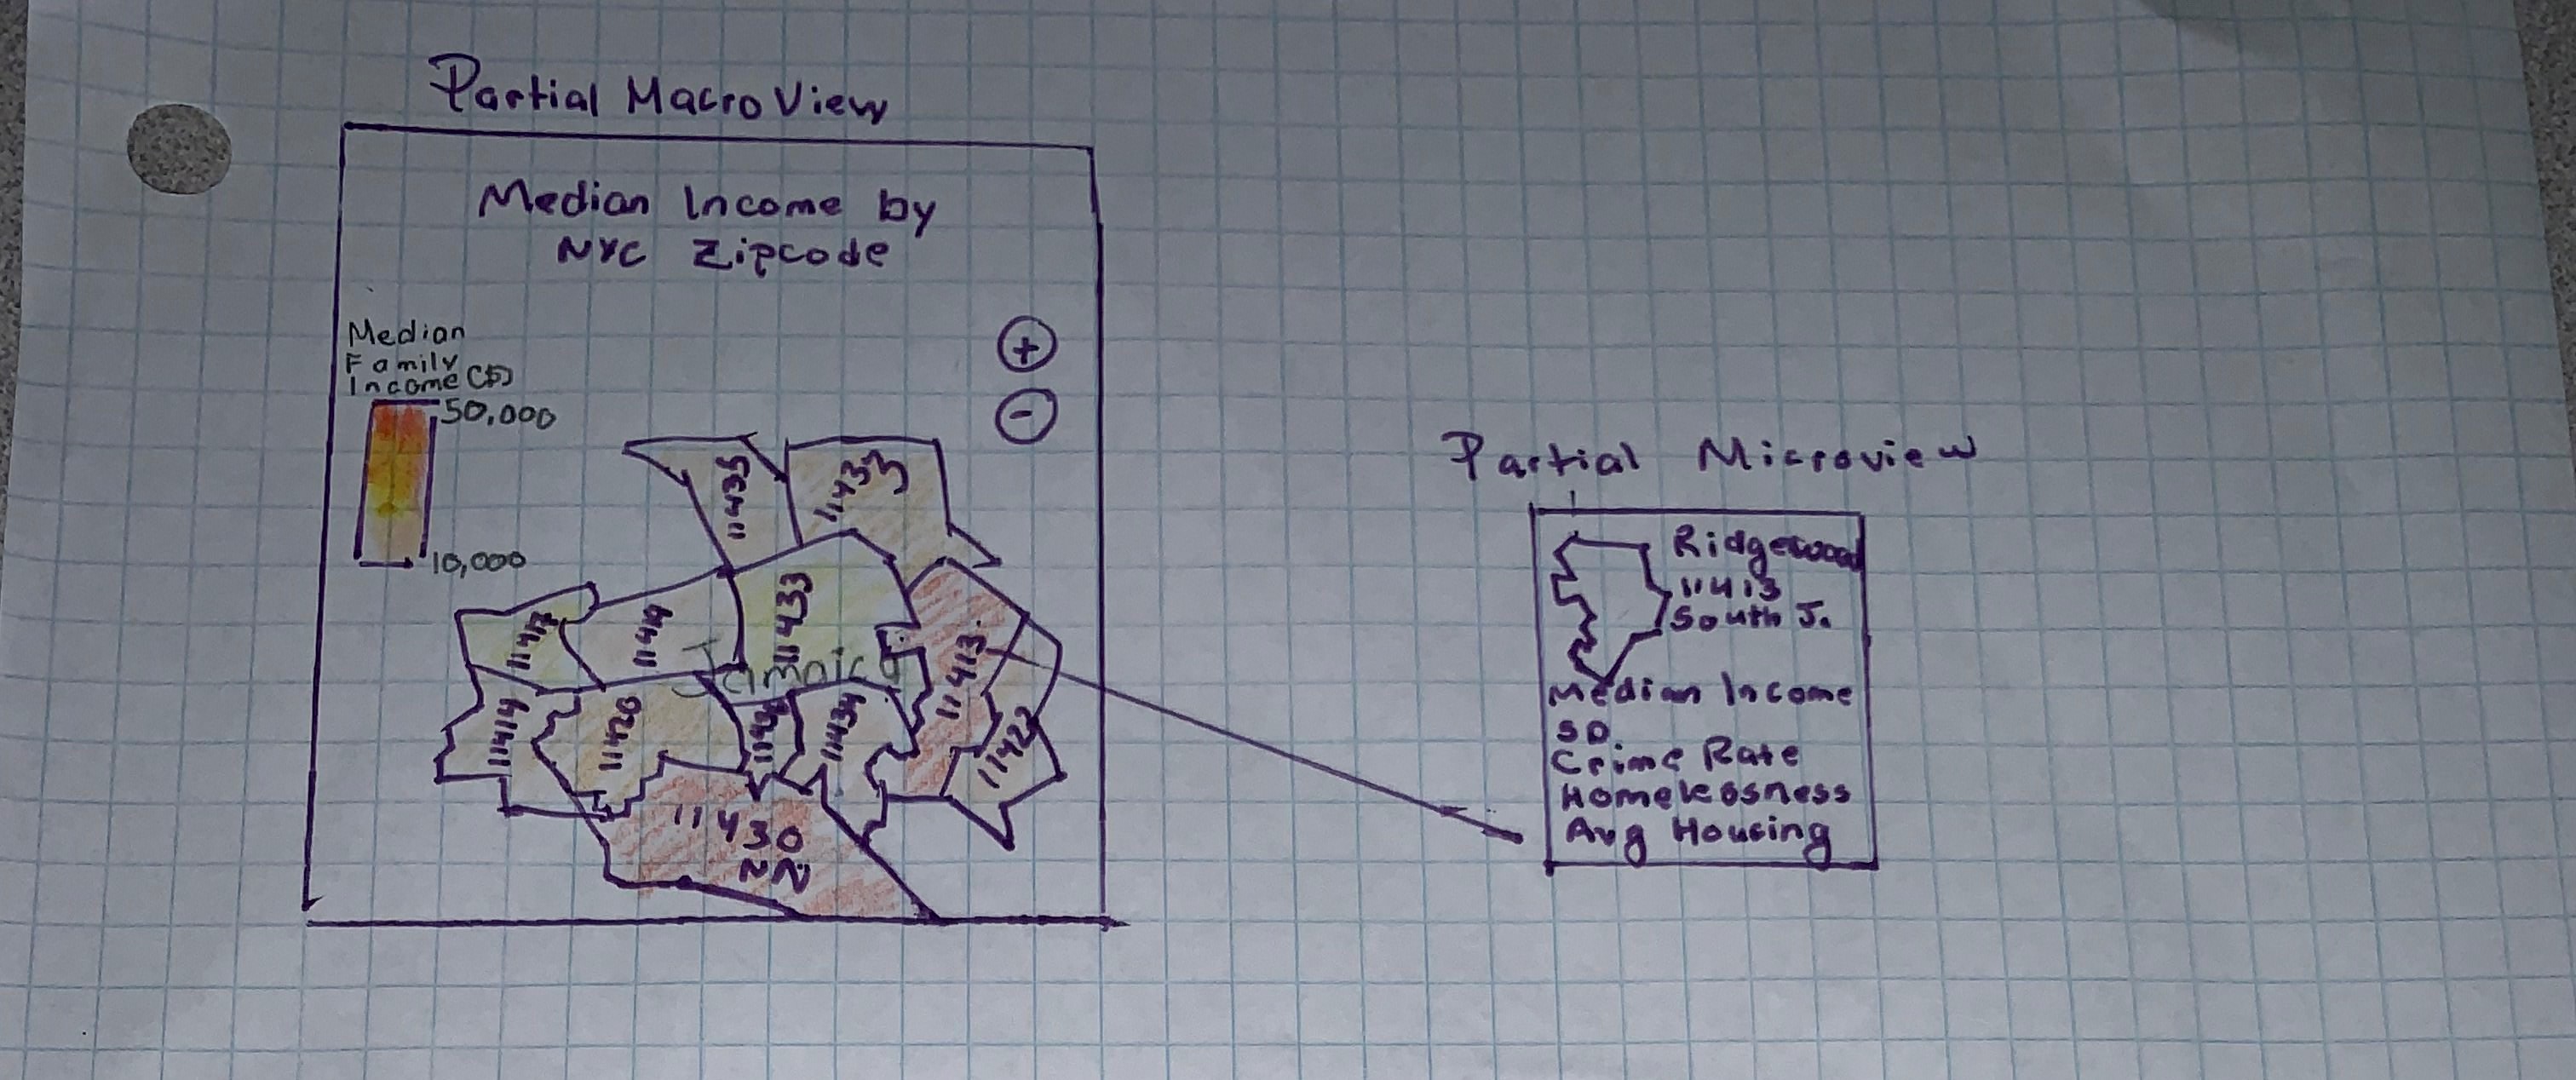 Partial Macro View
Median Income by
NYC Zipcode
Median
Family
Income ($)
50,000
10,000
+
-
11435
11433
11417
11419
11433
11413
Jamaica
11414
11420
11436
11434
11422
11430
NN
Partial Microview
Ridgewood
11413
South J.
Median Income
SD
Crime Rate
Homelessness
Avg Housing